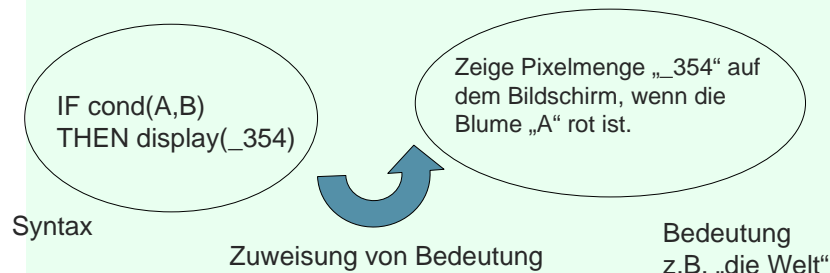 IF cond(A,B)
THEN display(_354)
Zeige Pixelmenge „_354“ auf
dem Bildschirm, wenn die
Blume „A“ rot ist.
Syntax
Zuweisung von Bedeutung
Bedeutung
z.B. „die Welt“